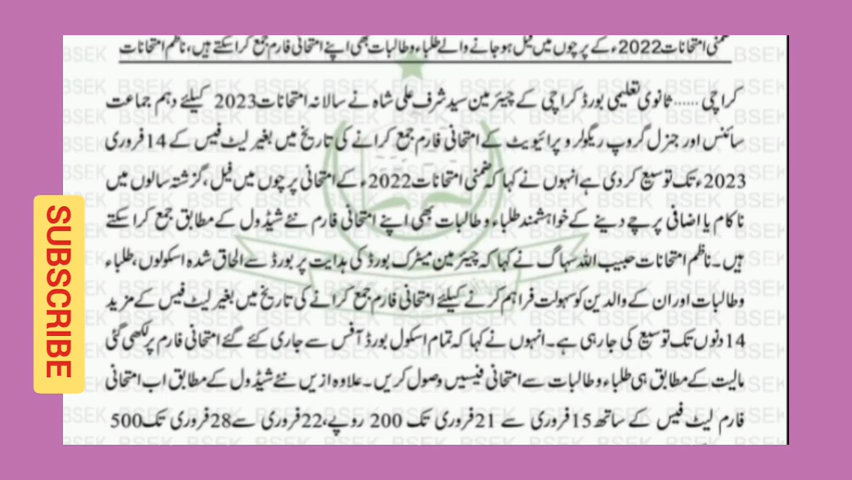 ضمنی امتحانات 2022ء کے پرچوں میں فیل ہو جانے والے طلباء و طالبات بھی اپنے امتحانی فارم جمع کراسکتے ہیں، ناظم امتحانات
کراچی ...... ثانوی تعلیمی بورڈ کراچی کے چیئرمین سید شرف علی شاہ نے سالانہ امتحانات 2023 کیلئے دہم جماعت
سائنس اور جنرل گروپ ریگولر و پرائیویٹ کے امتحانی فارم جمع کرانے کی تاریخ میں بغیر لیٹ فیس کے 14 فروری
2023ء تک توسیع کر دی ہے انہوں نے کہا کہ ضمنی امتحانات 2022ء کے امتحانی پرچوں میں فیل، گزشتہ سالوں میں
ناکام یا اضافی پرچے دینے کے خواہشمند طلباء و طالبات بھی اپنے امتحانی فارم نئے شیڈول کے مطابق جمع کراسکتے
ہیں۔ ناظم امتحانات حبیب اللہ سہاگ نے کہا کہ چیئرمین میٹرک بورڈ کی ہدایت پر بورڈ سے الحاق شدہ اسکولوں، طلباء
و طالبات اور ان کے والدین کو سہولت فراہم کرنے کیلئے امتحانی فارم جمع کرانے کی تاریخ میں بغیر لیٹ فیس کے مزید
14 دنوں تک توسیع کی جارہی ہے۔ انہوں نے کہا کہ تمام اسکول بورڈ آفس سے جاری کئے گئے امتحانی فارم پر لکھی گئی
مالیت کے مطابق ہی طلباء و طالبات سے امتحانی فیسیں وصول کریں۔ علاوہ ازیں نئے شیڈول کے مطابق اب امتحانی
فارم لیٹ فیس کے ساتھ 15 فروری سے 21 فروری تک 200 روپے، 22 فروری سے 28 فروری تک 500
SUBSCRIBE
BSEK